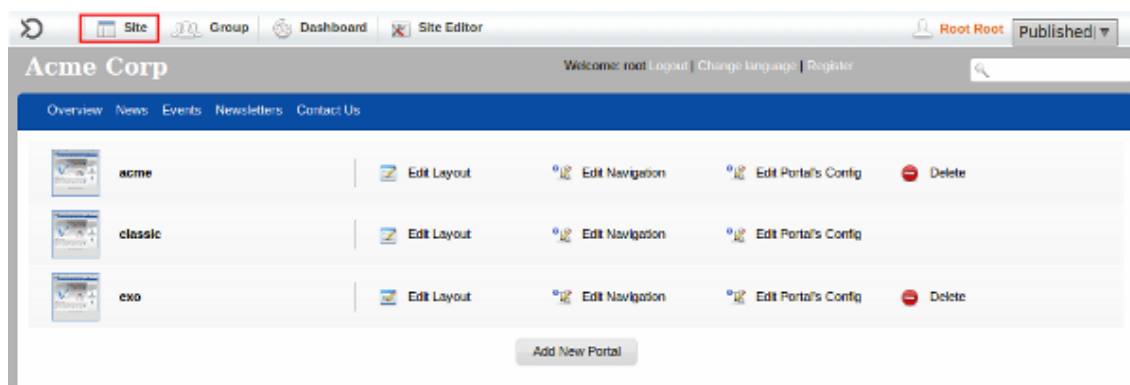 Site Group Dashboard Site Editor Root Root Published
Acme Corp Welcome: root Logout | Change language | Register
Overview News Events Newsletters Contact Us
acme Edit Layout Edit Navigation Edit Portal's Config Delete
classic Edit Layout Edit Navigation Edit Portal's Config
exo Edit Layout Edit Navigation Edit Portal's Config Delete
Add New Portal